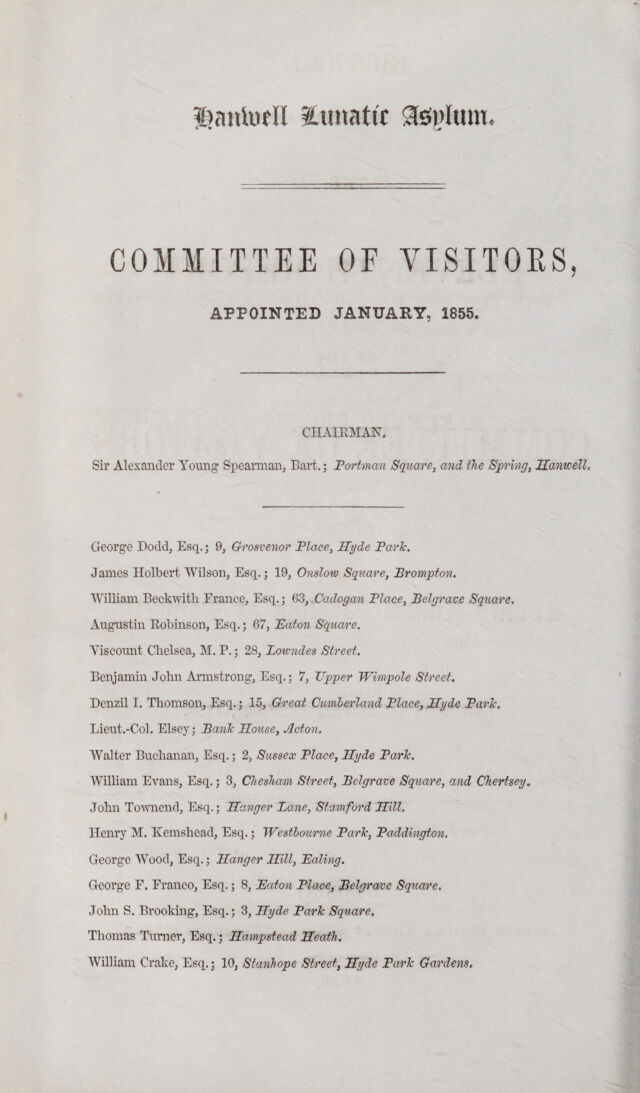 Hanwell Lunatic Asylum.
COMMITTEE OF VISITORS,
APPOINTED JANUARY, 1855.
CHAIRMAN.
Sir Alexander Young Spearman, Bart.; Portman Square, and the Spring, Hanwell.
George Dodd, Esq.; 9, Grosvenor Place, Hyde Park.
James Holbert Wilson, Esq.; 19, Onslow Square, Brompton.
William Beckwith France, Esq.; 63, Cadogan Place, Belgrave Square.
Augustin Robinson, Esq.; 67, Eaton Square.
Viscount Chelsea, M. P.; 28, Lowndes Street.
Benjamin John Armstrong, Esq.; 7, Upper Wimpole Street.
Denzil I. Thomson, Esq.; 15, Great Cumberland Place, Hyde Park.
Lieut.-Col. Elsey; Bank House, Acton.
Walter Buchanan, Esq.; 2, Sussex Place, Hyde Park.
William Evans, Esq.; 3, Chesham Street, Belgrave Square, and Chertsey.
John Townend, Esq.; Hanger Lane, Stamford Hill.
Henry M. Kemshead, Esq.; Westbourne Park, Paddington.
George Wood, Esq.; Hanger Hill, Ealing.
George F. Franco, Esq.; 8, Eaton Place, Belgrave Square.
John S. Brooking, Esq.; 3, Hyde Park Square.
Thomas Turner, Esq.; Hampstead Heath.
William Crake, Esq.; 10, Stanhope Street, Hyde Park Gardens.